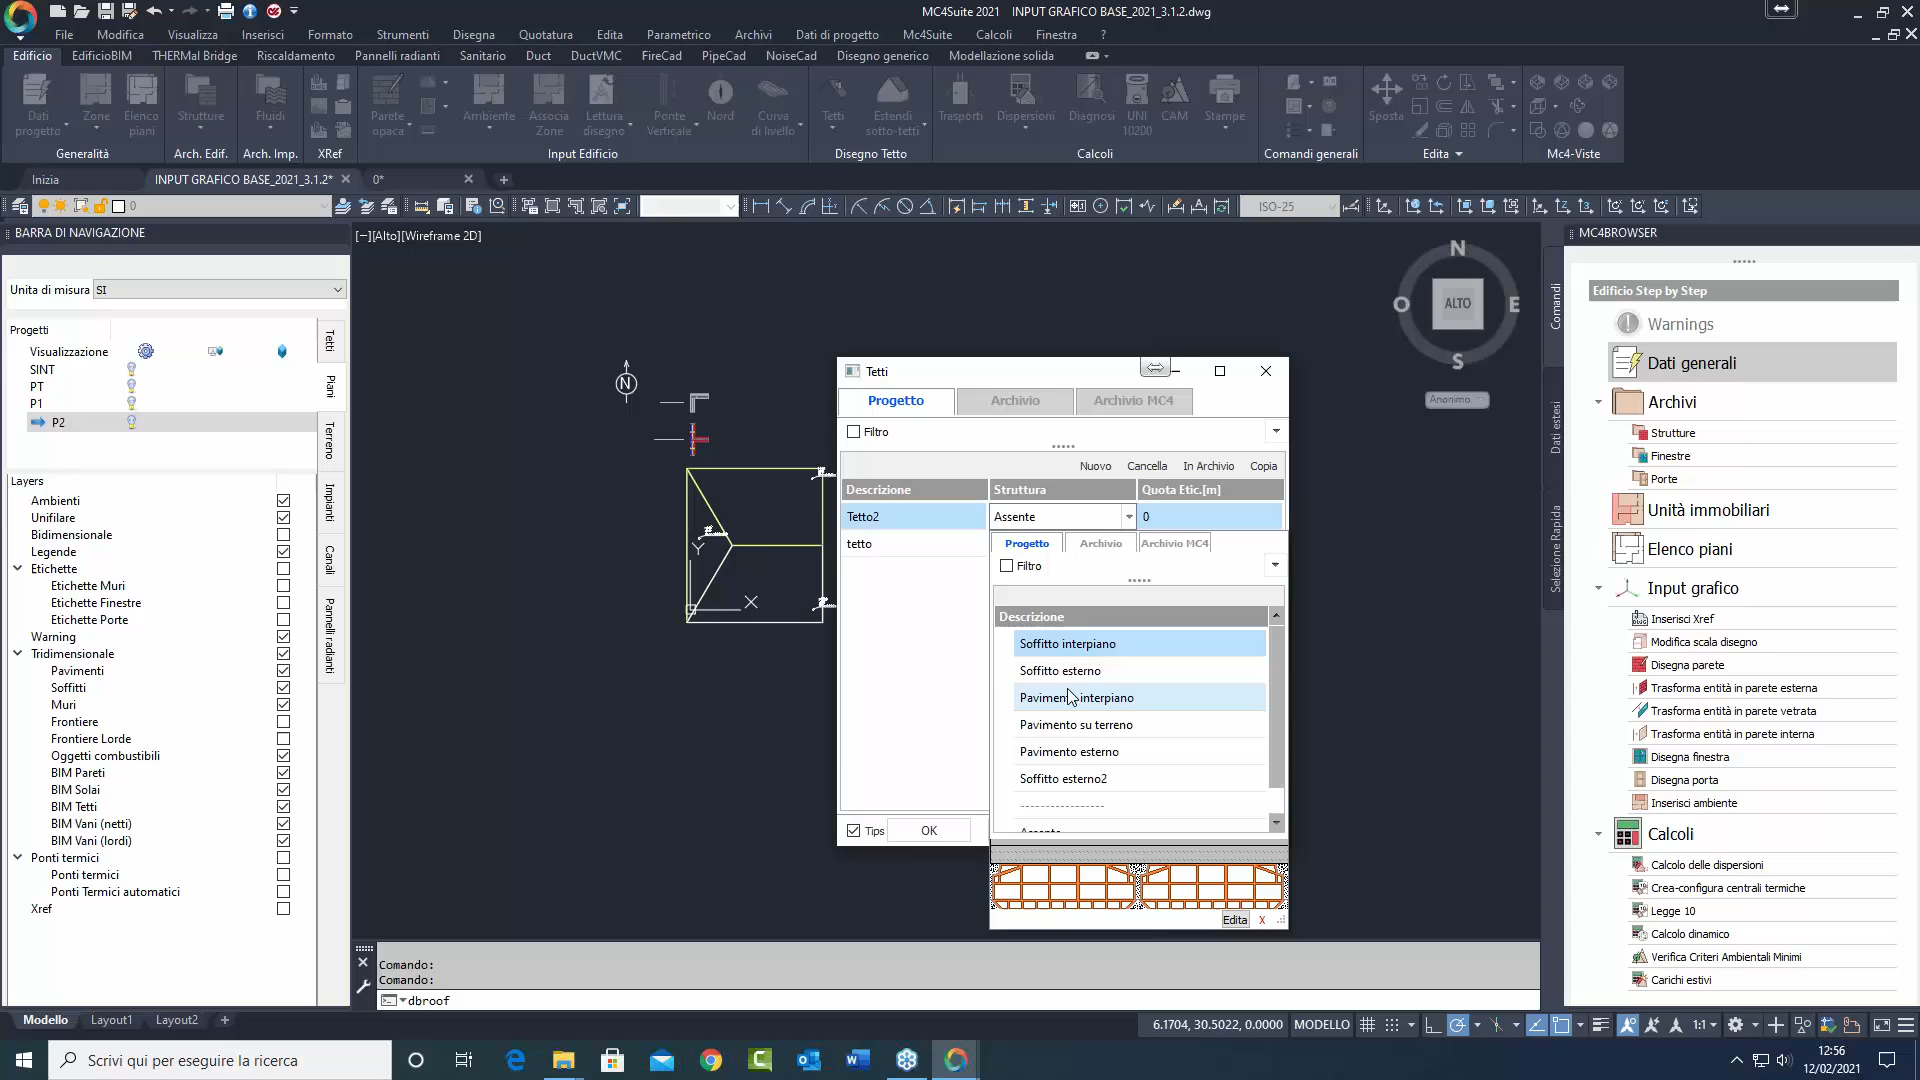 MC4Suite 2021 INPUT GRAFICO BASE_2021_3.1.2.dwg
File Modifica Visualizza Inserisci Formato Strumenti Disegna Quotatura Edita Parametrico Archivi Dati di progetto Mc4Suite Calcoli Finestra ?
Edificio EdificioBIM THERMal Bridge Riscaldamento Pannelli radianti Sanitario Duct DuctVMC FireCad PipeCad NoiseCad Disegno generico Modellazione solida
Dati progetto Zone Elenco piani Strutture Fluidi Parete opaca Ambiente Associa Zone Lettura disegno Ponte Verticale Nord Curva di livello Tetti Estendi sotto-tetti Trasporti Dispersioni Diagnosi UNI 10200 CAM Stampe Sposta
Generalità Arch. Edif. Arch. Imp. XRef Input Edificio Disegno Tetto Calcoli Comandi generali Edita Mc4-Viste
Inizia INPUT GRAFICO BASE_2021_3.1.2* 0*
0 ISO-25
BARRA DI NAVIGAZIONE
[−][Alto][Wireframe 2D]
MC4BROWSER
Unita di misura SI
Progetti
Visualizzazione
SINT
PT
P1
P2
Tetti
Piani
Terreno
Impianti
Canali
Pannelli radianti
Layers
Ambienti
Unifilare
Bidimensionale
Legende
Etichette
Etichette Muri
Etichette Finestre
Etichette Porte
Warning
Tridimensionale
Pavimenti
Soffitti
Muri
Frontiere
Frontiere Lorde
Oggetti combustibili
BIM Pareti
BIM Solai
BIM Tetti
BIM Vani (netti)
BIM Vani (lordi)
Ponti termici
Ponti termici
Ponti Termici automatici
Xref
N
Y
X
N
O ALTO E
S
Anonimo
Tetti
Progetto Archivio Archivio MC4
Filtro
Nuovo Cancella In Archivio Copia
Descrizione Struttura Quota Etic.[m]
Tetto2 Assente 0
tetto
Progetto Archivio Archivio MC4
Filtro
Descrizione
Soffitto interpiano
Soffitto esterno
Pavimento interpiano
Pavimento su terreno
Pavimento esterno
Soffitto esterno2
-----------------
Assente
Tips OK
Edita X
Comandi
Dati estesi
Selezione Rapida
Edificio Step by Step
Warnings
Dati generali
Archivi
Strutture
Finestre
Porte
Unità immobiliari
Elenco piani
Input grafico
Inserisci Xref
Modifica scala disegno
Disegna parete
Trasforma entità in parete esterna
Trasforma entità in parete vetrata
Trasforma entità in parete interna
Disegna finestra
Disegna porta
Inserisci ambiente
Calcoli
Calcolo delle dispersioni
Crea-configura centrali termiche
Legge 10
Calcolo dinamico
Verifica Criteri Ambientali Minimi
Carichi estivi
Comando:
Comando:
dbroof
Modello Layout1 Layout2 +
6.1704, 30.5022, 0.0000 MODELLO 1:1
Scrivi qui per eseguire la ricerca
12:56
12/02/2021